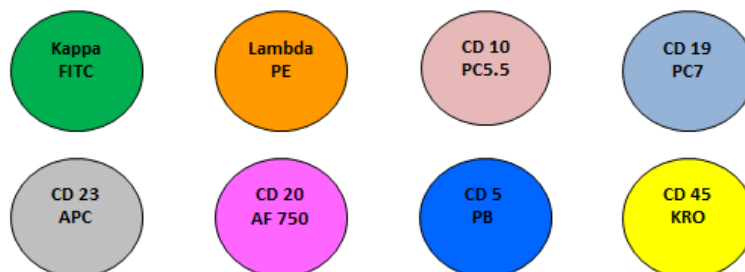 Kappa
FITC
Lambda
PE
CD 10
PC5.5
CD 19
PC7
CD 23
APC
CD 20
AF 750
CD 5
PB
CD 45
KRO